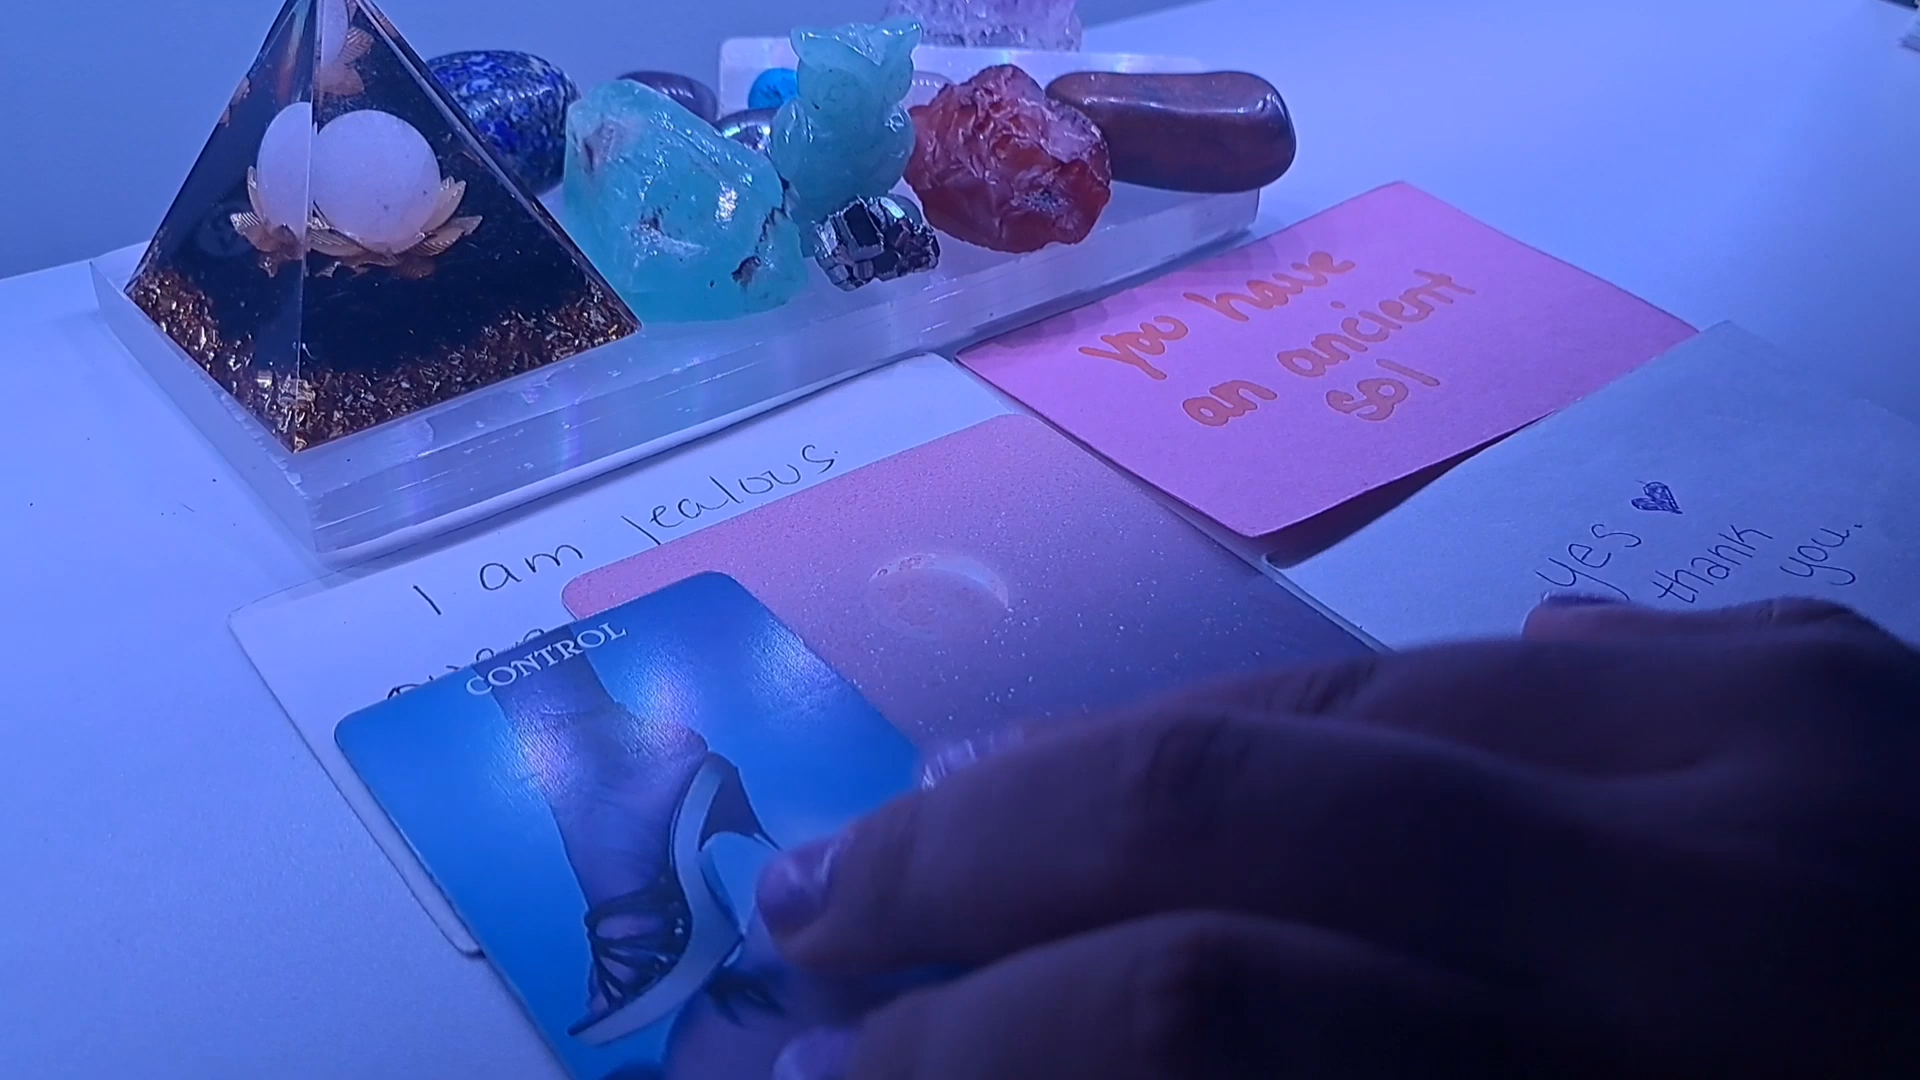 you have
an ancient
sol
I am jealous.
CONTROL
yes
thank
you.